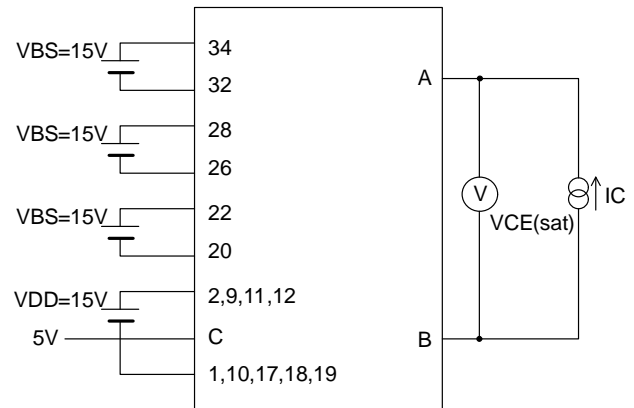 VBS=15V
34
32
A
VBS=15V
28
26
V
IC
VCE(sat)
VBS=15V
22
20
VDD=15V
2,9,11,12
5V
C
B
1,10,17,18,19